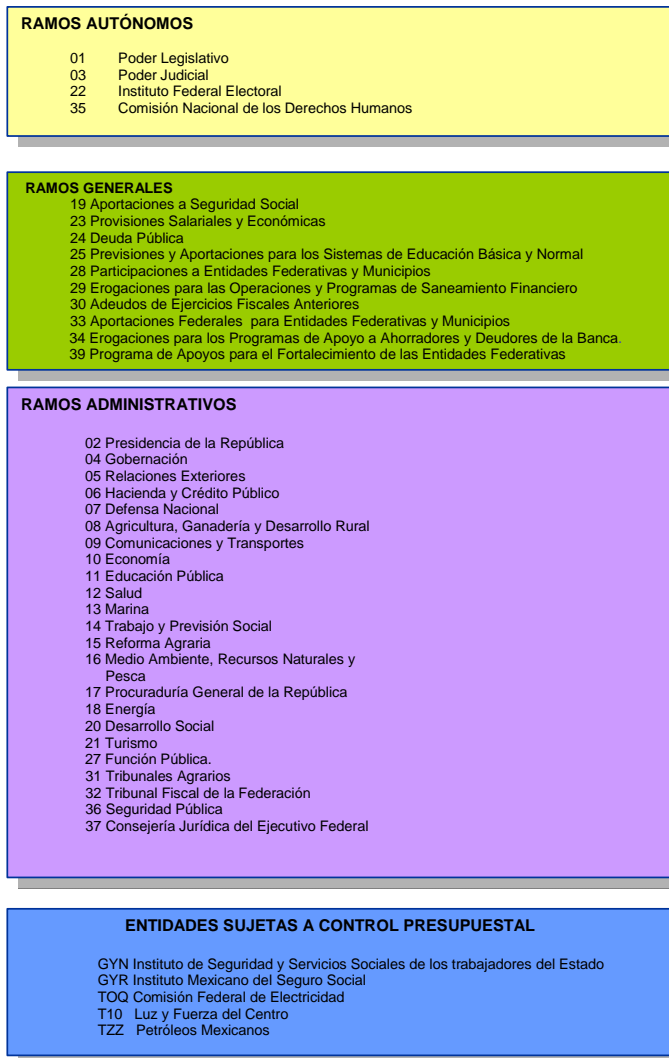 RAMOS AUTÓNOMOS
01 Poder Legislativo
03 Poder Judicial
22 Instituto Federal Electoral
35 Comisión Nacional de los Derechos Humanos
RAMOS GENERALES
19 Aportaciones a Seguridad Social
23 Provisiones Salariales y Económicas
24 Deuda Pública
25 Previsiones y Aportaciones para los Sistemas de Educación Básica y Normal
28 Participaciones a Entidades Federativas y Municipios
29 Erogaciones para las Operaciones y Programas de Saneamiento Financiero
30 Adeudos de Ejercicios Fiscales Anteriores
33 Aportaciones Federales para Entidades Federativas y Municipios
34 Erogaciones para los Programas de Apoyo a Ahorradores y Deudores de la Banca.
39 Programa de Apoyos para el Fortalecimiento de las Entidades Federativas
RAMOS ADMINISTRATIVOS
02 Presidencia de la República
04 Gobernación
05 Relaciones Exteriores
06 Hacienda y Crédito Público
07 Defensa Nacional
08 Agricultura, Ganadería y Desarrollo Rural
09 Comunicaciones y Transportes
10 Economía
11 Educación Pública
12 Salud
13 Marina
14 Trabajo y Previsión Social
15 Reforma Agraria
16 Medio Ambiente, Recursos Naturales y
Pesca
17 Procuraduría General de la República
18 Energía
20 Desarrollo Social
21 Turismo
27 Función Pública.
31 Tribunales Agrarios
32 Tribunal Fiscal de la Federación
36 Seguridad Pública
37 Consejería Jurídica del Ejecutivo Federal
ENTIDADES SUJETAS A CONTROL PRESUPUESTAL
GYN Instituto de Seguridad y Servicios Sociales de los trabajadores del Estado
GYR Instituto Mexicano del Seguro Social
TOQ Comisión Federal de Electricidad
T10 Luz y Fuerza del Centro
TZZ Petróleos Mexicanos